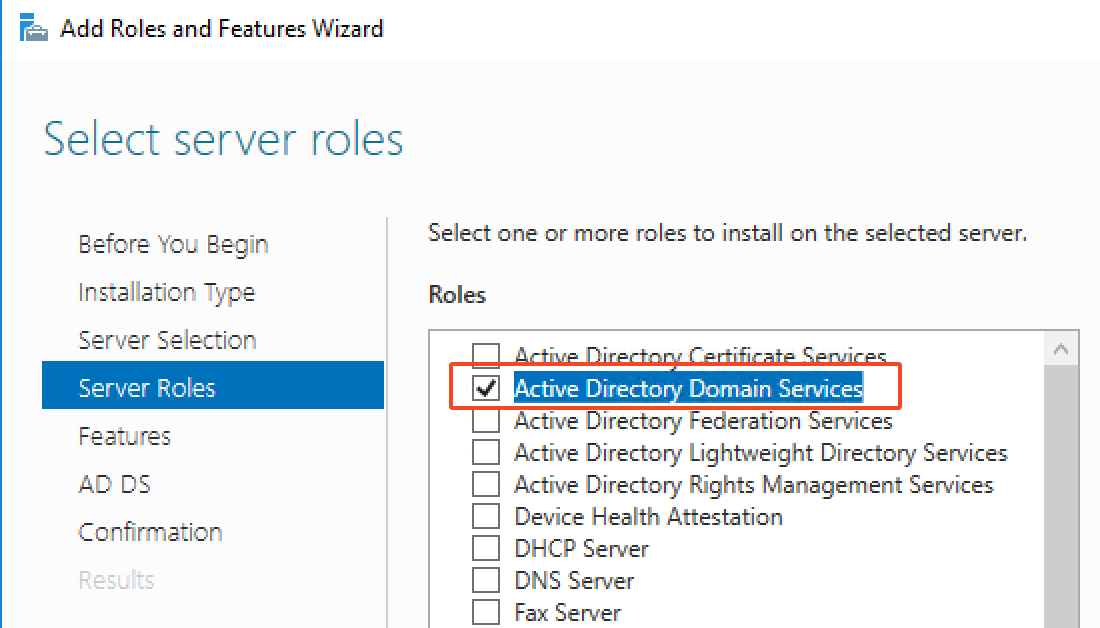 Add Roles and Features Wizard
Select server roles
Before You Begin
Installation Type
Server Selection
Server Roles
Features
AD DS
Confirmation
Results
Select one or more roles to install on the selected server.
Roles
Active Directory Certificate Services
Active Directory Domain Services
Active Directory Federation Services
Active Directory Lightweight Directory Services
Active Directory Rights Management Services
Device Health Attestation
DHCP Server
DNS Server
Fax Server